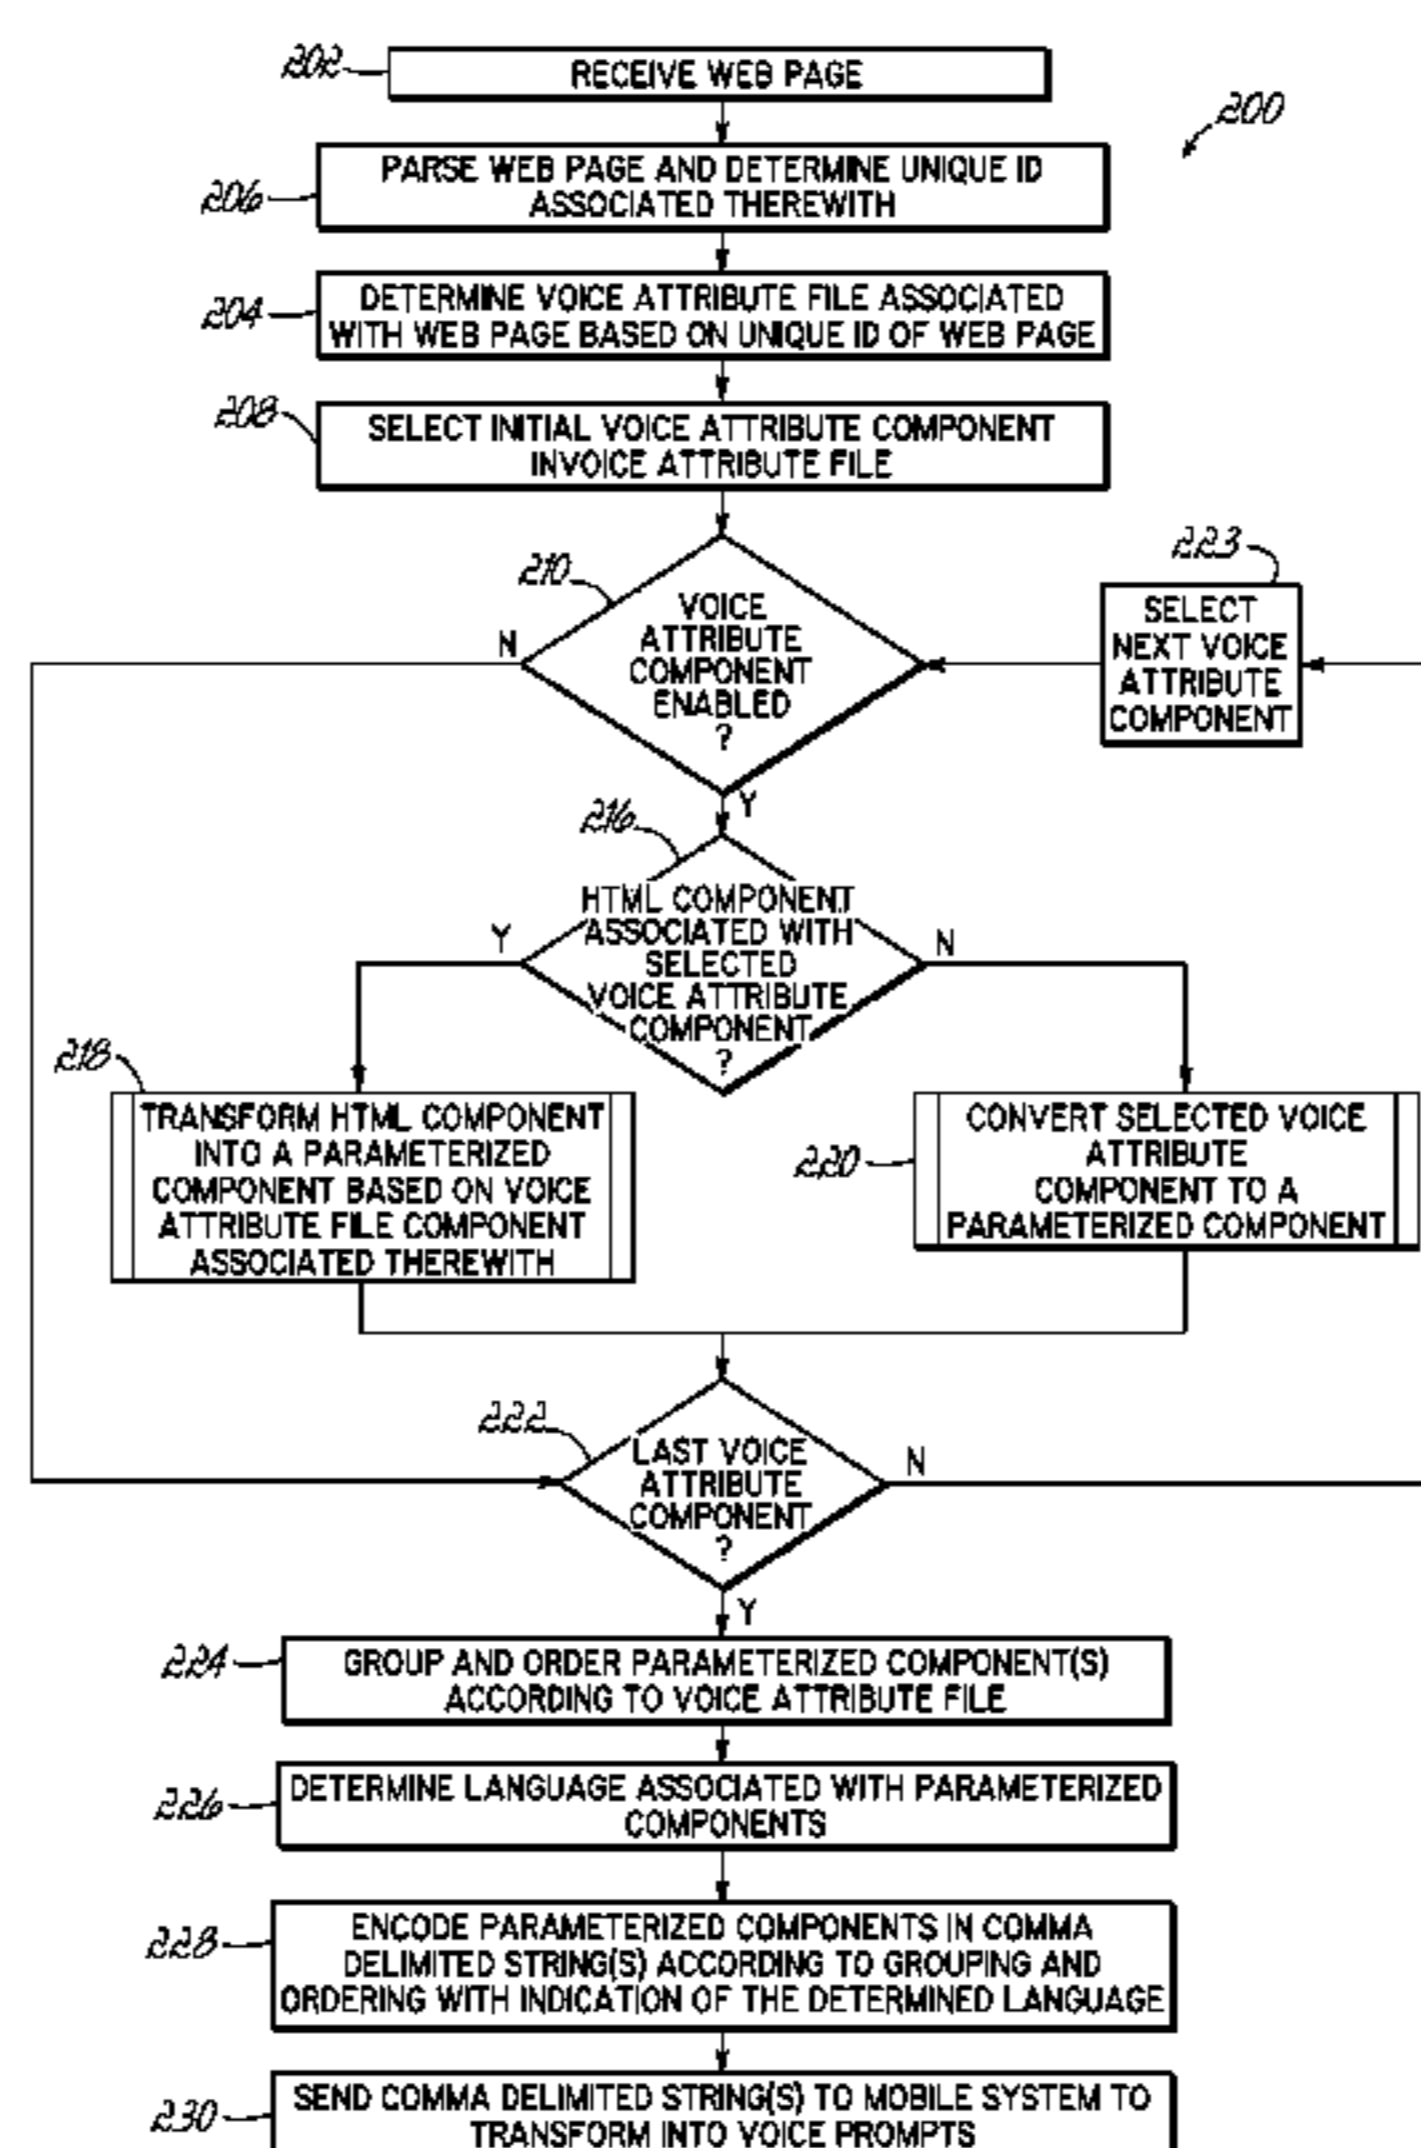 202
RECEIVE WEB PAGE
200
206
PARSE WEB PAGE AND DETERMINE UNIQUE ID
ASSOCIATED THEREWITH
204
DETERMINE VOICE ATTRIBUTE FILE ASSOCIATED
WITH WEB PAGE BASED ON UNIQUE ID OF WEB PAGE
208
SELECT INITIAL VOICE ATTRIBUTE COMPONENT
INVOICE ATTRIBUTE FILE
210
N
VOICE
ATTRIBUTE
COMPONENT
ENABLED
?
Y
223
SELECT
NEXT VOICE
ATTRIBUTE
COMPONENT
216
Y
HTML COMPONENT
ASSOCIATED WITH
SELECTED
VOICE ATTRIBUTE
COMPONENT
?
N
218
TRANSFORM HTML COMPONENT
INTO A PARAMETERIZED
COMPONENT BASED ON VOICE
ATTRIBUTE FILE COMPONENT
ASSOCIATED THEREWITH
220
CONVERT SELECTED VOICE
ATTRIBUTE
COMPONENT TO A
PARAMETERIZED COMPONENT
222
LAST VOICE
ATTRIBUTE
COMPONENT
?
N
Y
224
GROUP AND ORDER PARAMETERIZED COMPONENT(S)
ACCORDING TO VOICE ATTRIBUTE FILE
226
DETERMINE LANGUAGE ASSOCIATED WITH PARAMETERIZED
COMPONENTS
228
ENCODE PARAMETERIZED COMPONENTS IN COMMA
DELIMITED STRING(S) ACCORDING TO GROUPING AND
ORDERING WITH INDICATION OF THE DETERMINED LANGUAGE
230
SEND COMMA DELIMITED STRING(S) TO MOBILE SYSTEM TO
TRANSFORM INTO VOICE PROMPTS